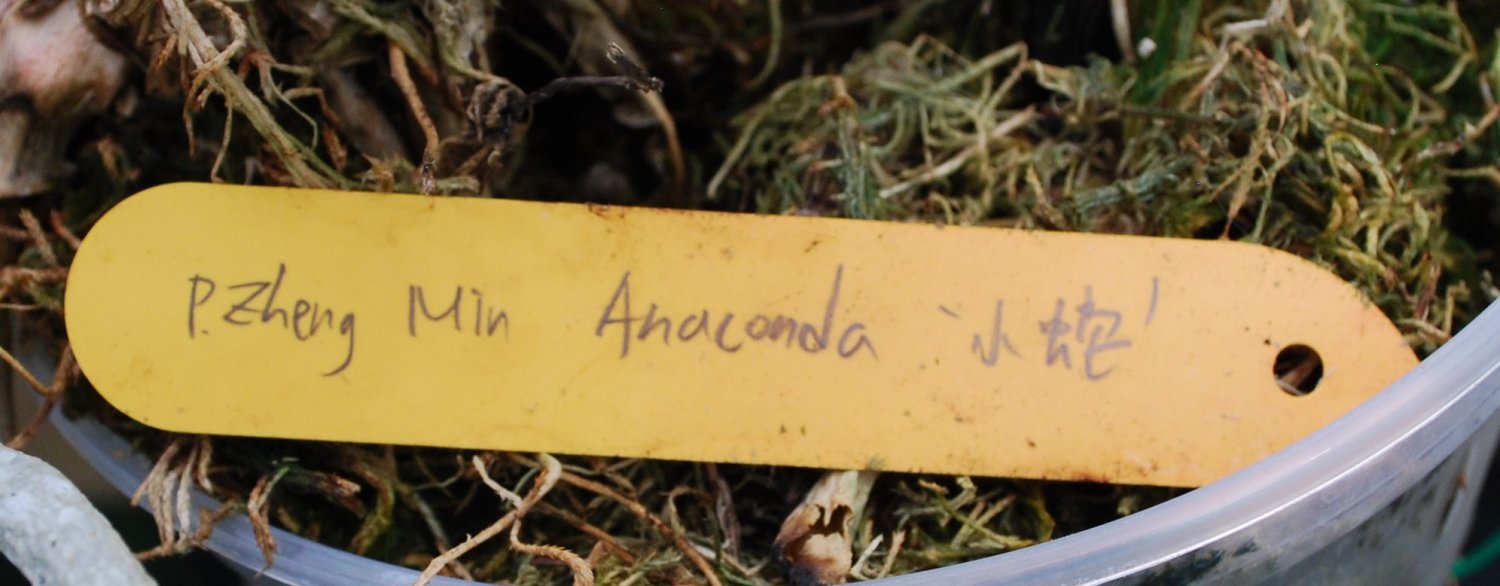 P. Zheng Min Anaconda '小蛇'